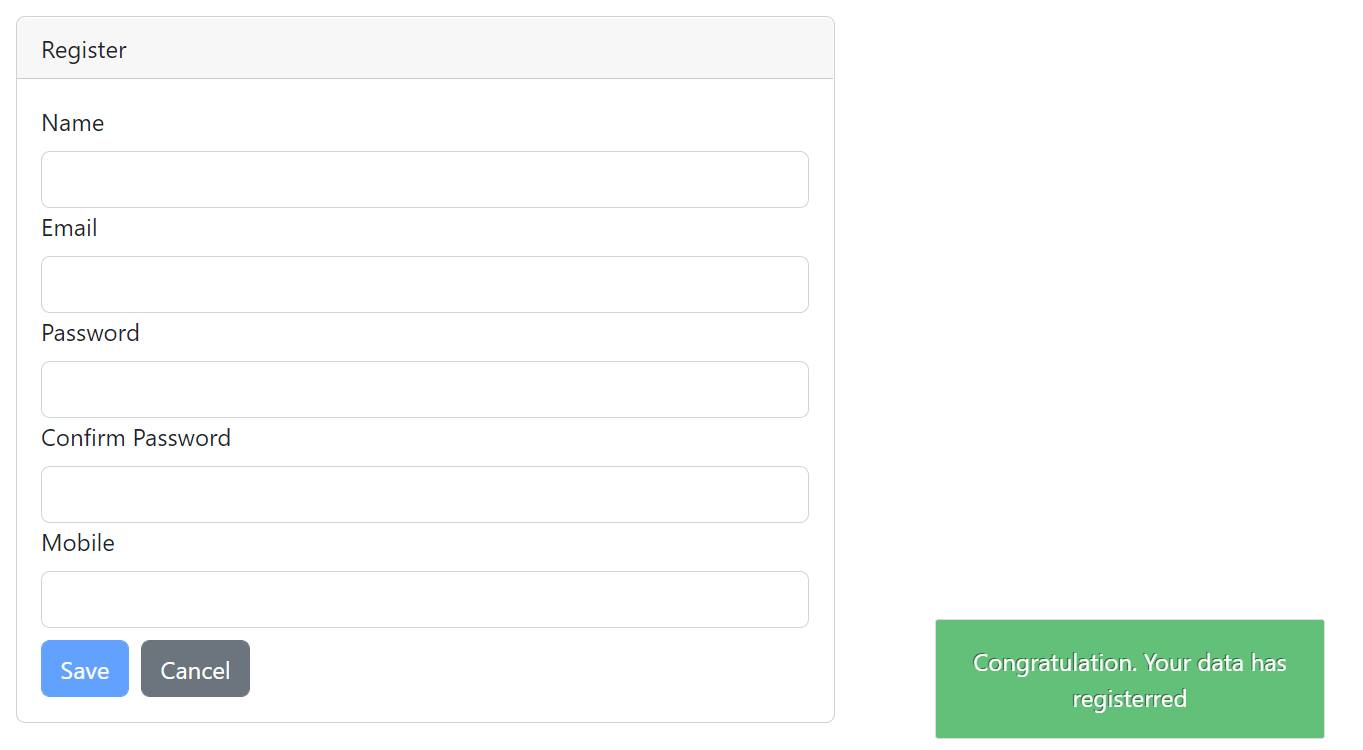 Register
Name
Email
Password
Confirm Password
Mobile
Save
Cancel
Congratulation. Your data has
registerred